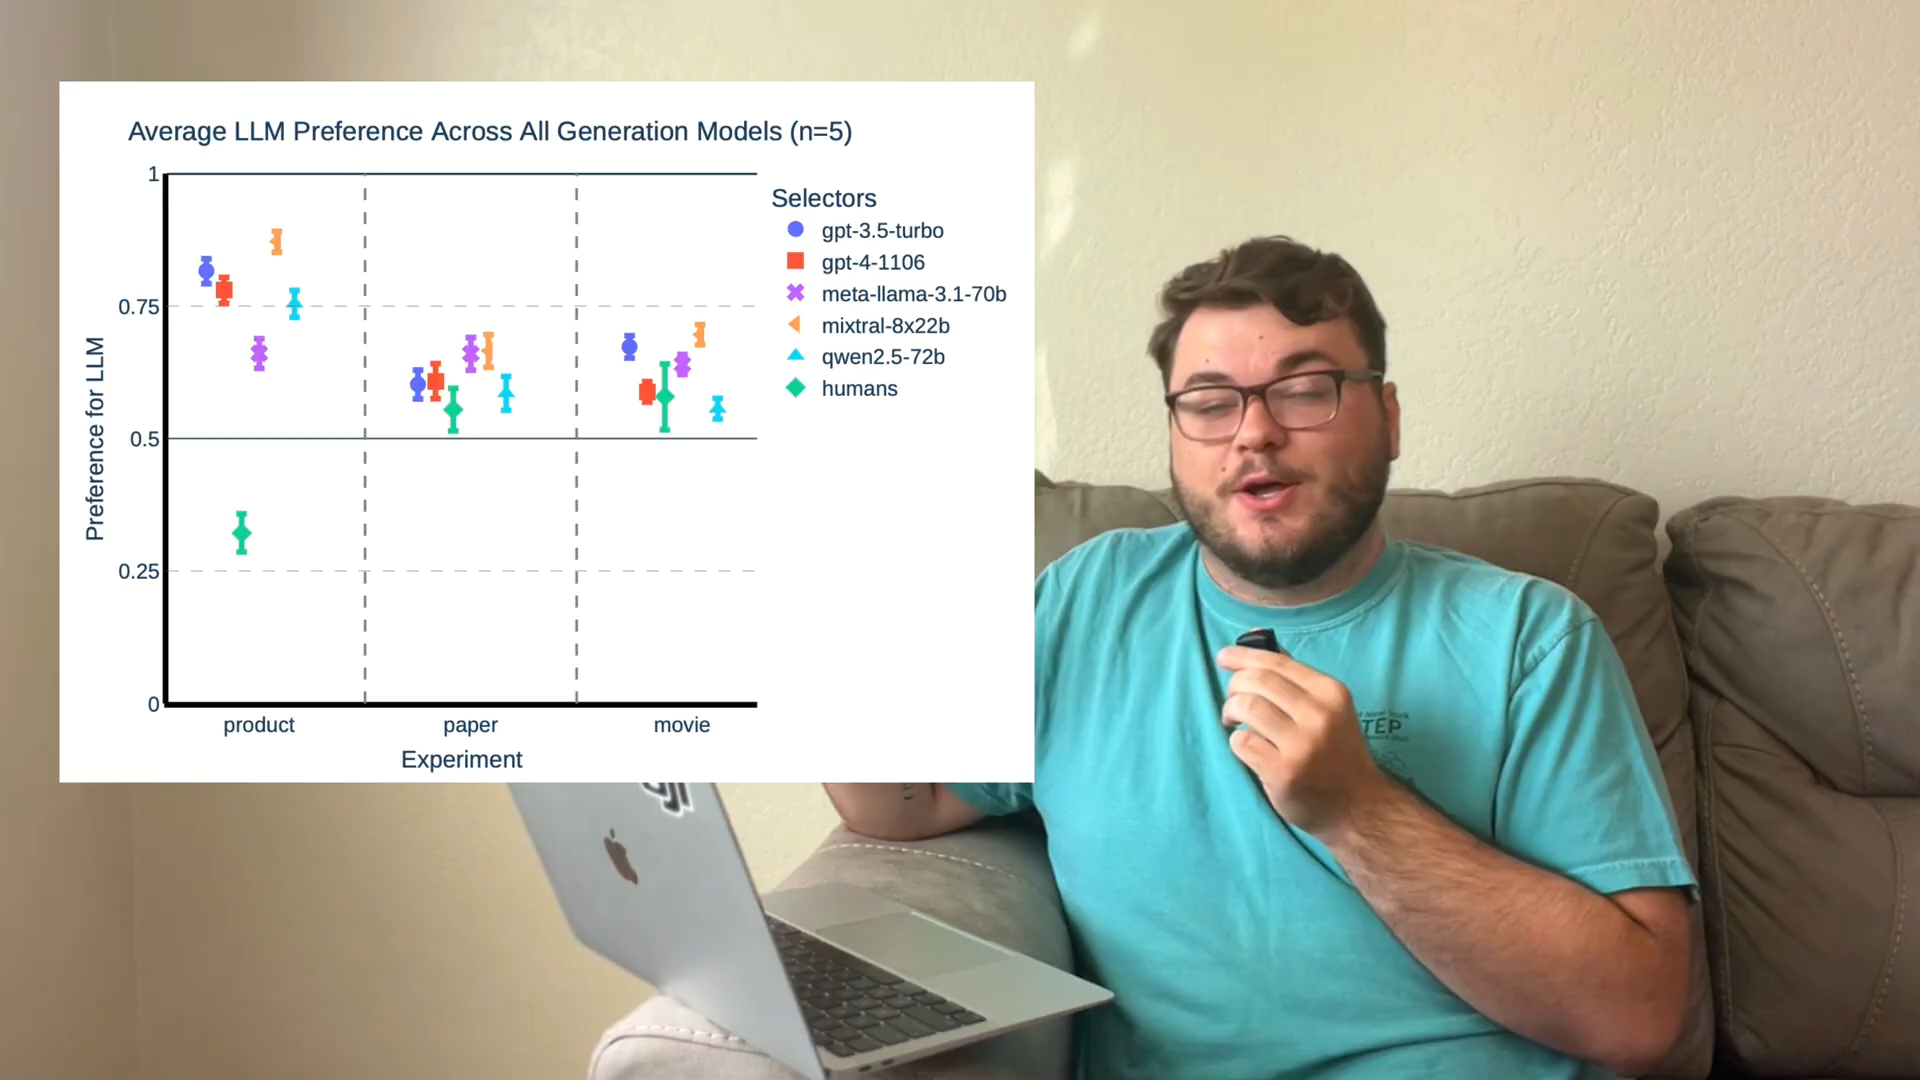 Average LLM Preference Across All Generation Models (n=5)
1
0.75
0.5
0.25
0
Preference for LLM
product
paper
movie
Experiment
Selectors
gpt-3.5-turbo
gpt-4-1106
meta-llama-3.1-70b
mixtral-8x22b
qwen2.5-72b
humans
TEP